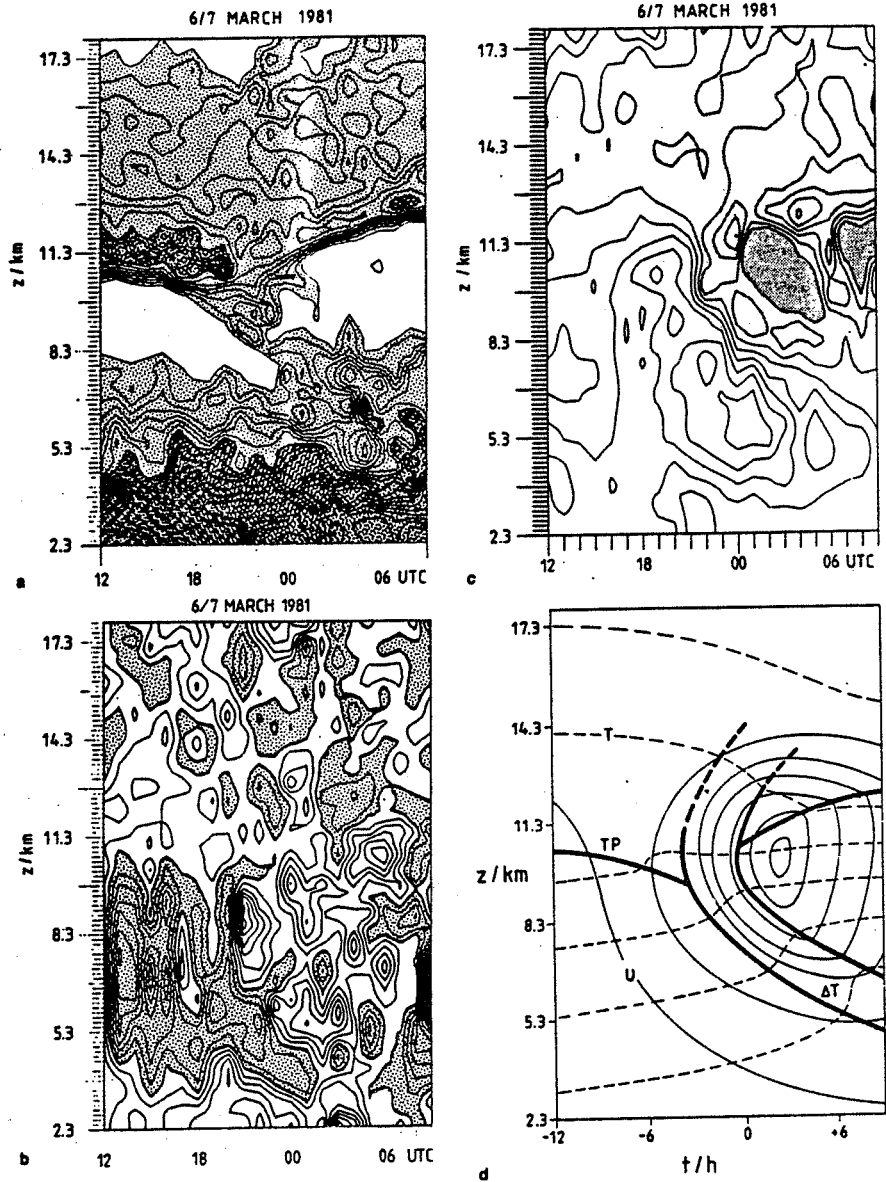 6/7 MARCH 1981
17.3
14.3
z/km
11.3
8.3
5.3
2.3
12 18 00 06 UTC
a
6/7 MARCH 1981
17.3
14.3
z/km
11.3
8.3
5.3
2.3
12 00 06 UTC
c
6/7 MARCH 1981
17.3
14.3
z/km
11.3
8.3
5.3
2.3
12 18 00 06 UTC
b
17.3
14.3
T
11.3
TP
z/km
8.3
U
ΔT
5.3
2.3
-12 -6 0 +6
d
t/h